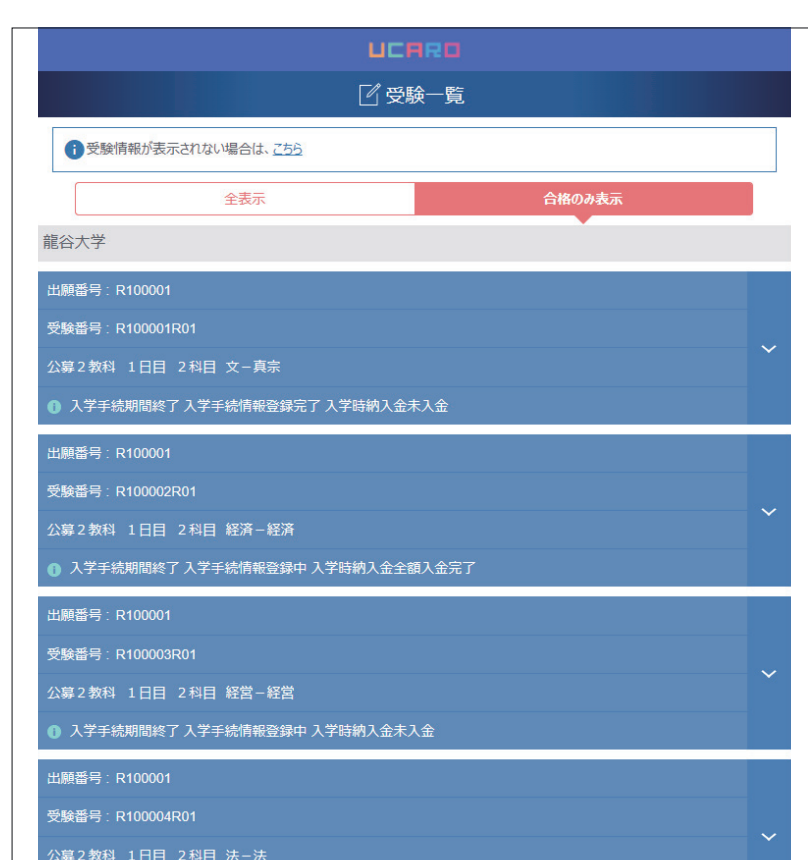 UCARO
受験一覧
受験情報が表示されない場合は、こちら
全表示
合格のみ表示
龍谷大学
出願番号：R100001
受験番号：R100001R01
公募２教科　１日目　２科目　文－真宗
入学手続期間終了 入学手続情報登録完了 入学時納入金未入金
出願番号：R100001
受験番号：R100002R01
公募２教科　１日目　２科目　経済－経済
入学手続期間終了 入学手続情報登録中 入学時納入金全額入金完了
出願番号：R100001
受験番号：R100003R01
公募２教科　１日目　２科目　経営－経営
入学手続期間終了 入学手続情報登録中 入学時納入金未入金
出願番号：R100001
受験番号：R100004R01
公募２教科　１日目　２科目　法－法